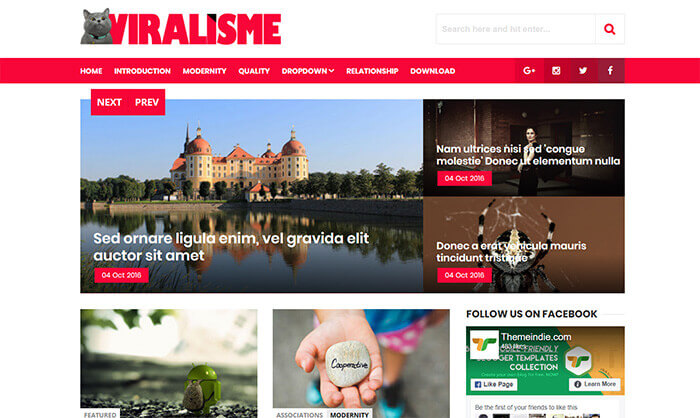 VIRALISME
Search here and hit enter...
HOME INTRODUCTION MODERNITY QUALITY DROPDOWN RELATIONSHIP DOWNLOAD
G+ f
NEXT PREV
Sed ornare ligula enim, vel gravida elit
auctor sit amet
04 Oct 2016
Nam ultrices nisi sed 'congue
molestie' Donec ut elementum nulla
04 Oct 2016
Donec a erat vehicula mauris
tincidunt tristique
04 Oct 2016
FEATURED
Cooperative
ASSOCIATIONS MODERNITY
FOLLOW US ON FACEBOOK
Themeindie.com
FRIENDLY
BLOGGER TEMPLATES
COLLECTION
Like Page
Learn More
Be the first of your friends to like this